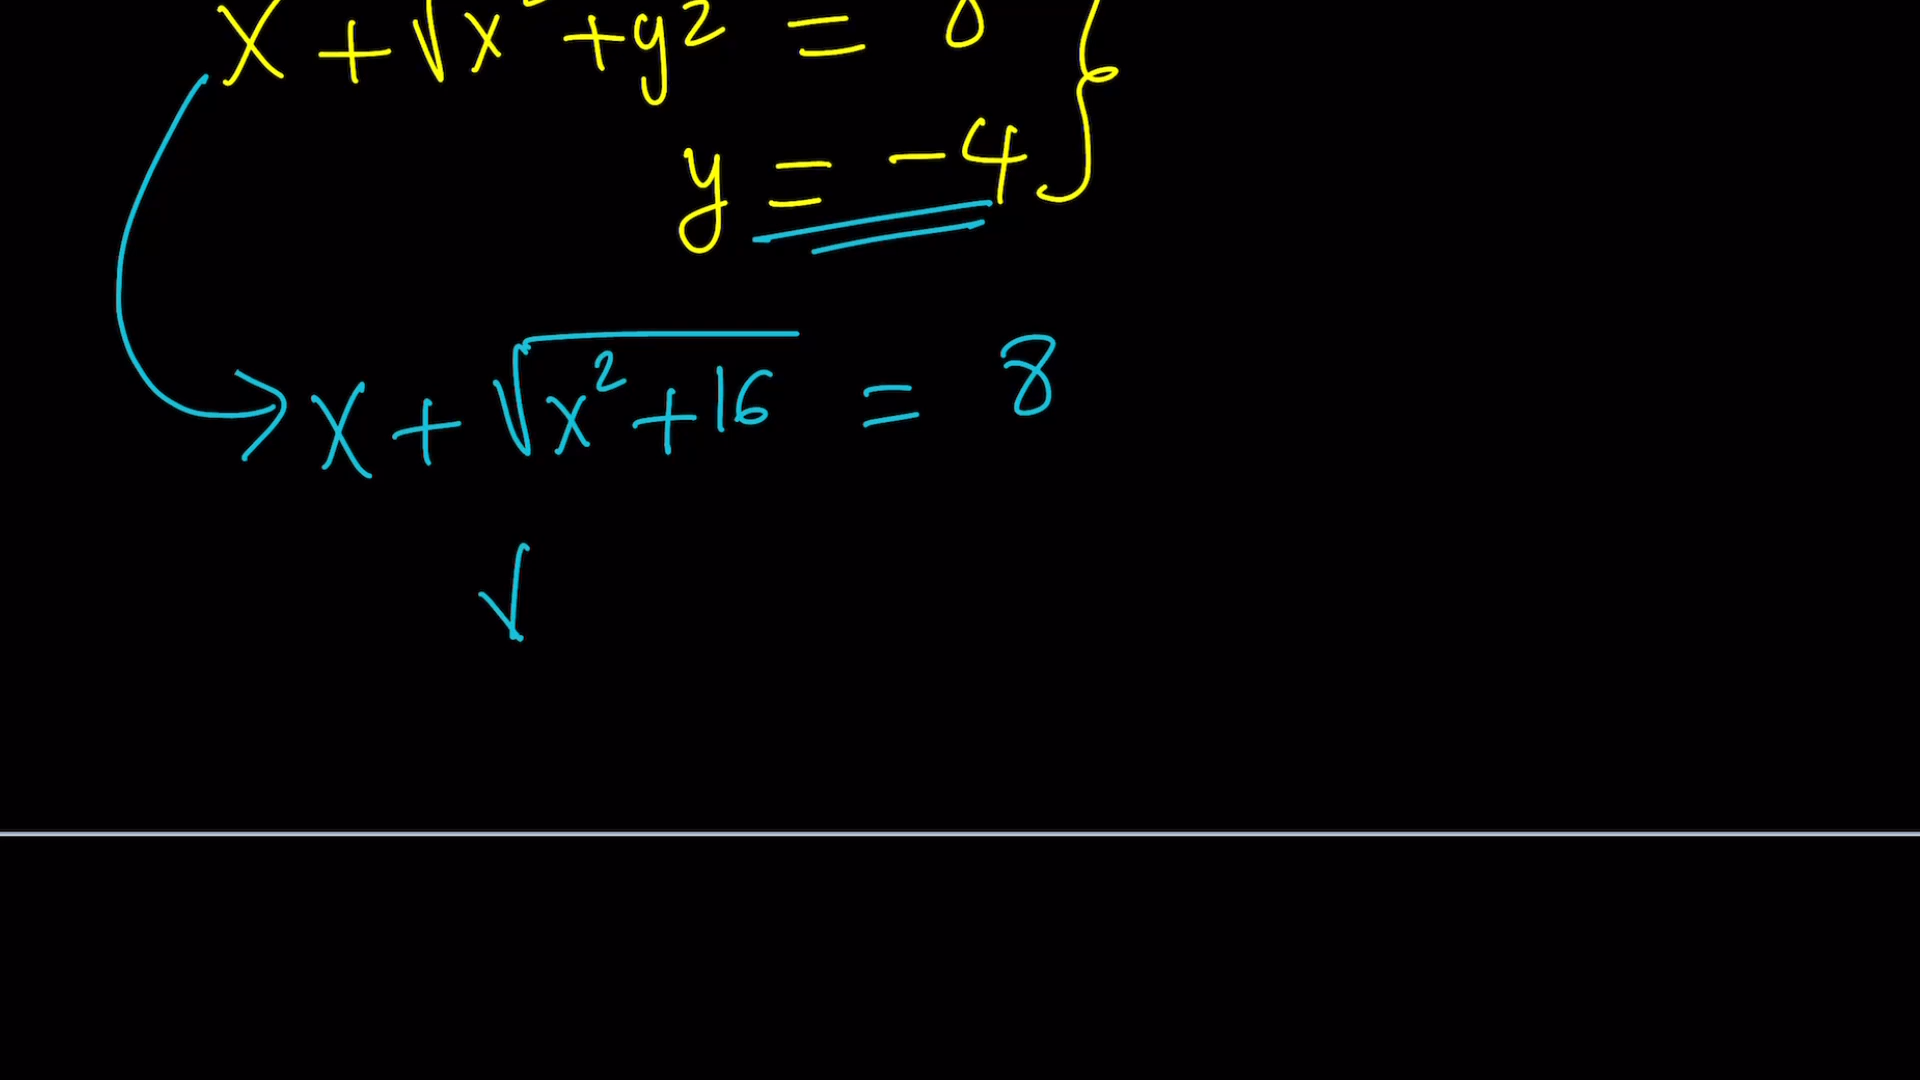 x + √x² + y² = 8
y = -4
x + √x² + 16 = 8
√